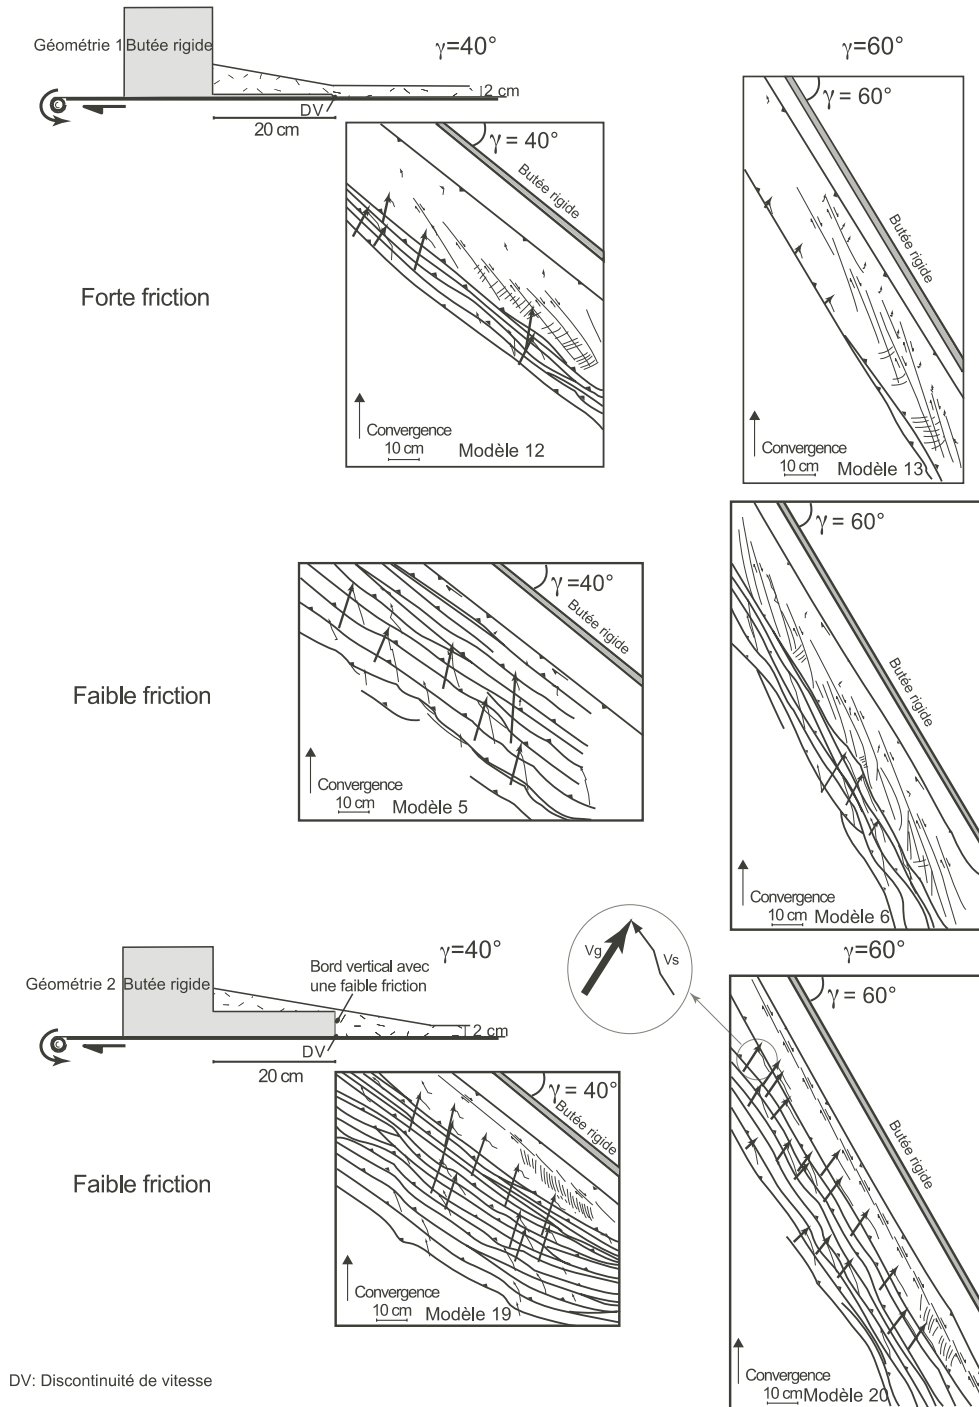 Géométrie 1
Butée rigide
γ=40°
γ=60°
2 cm
DV
20 cm
γ = 40°
Butée rigide
Convergence
10 cm
Modèle 12
γ = 60°
Butée rigide
Convergence
10 cm
Modèle 13
Forte friction
γ =40°
Butée rigide
Convergence
10 cm
Modèle 5
γ = 60°
Butée rigide
Convergence
10 cm
Modèle 6
Faible friction
Géométrie 2
Butée rigide
γ=40°
Bord vertical avec
une faible friction
Vg
Vs
γ=60°
2 cm
DV
20 cm
γ = 40°
Butée rigide
Convergence
10 cm
Modèle 19
γ = 60°
Butée rigide
Convergence
10 cm
Modèle 20
Faible friction
DV: Discontinuité de vitesse